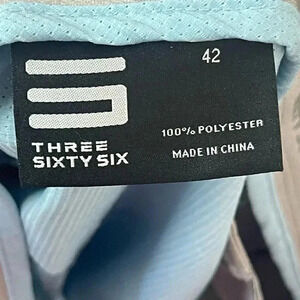 42
THREE
SIXTY SIX
100% POLYESTER
MADE IN CHINA